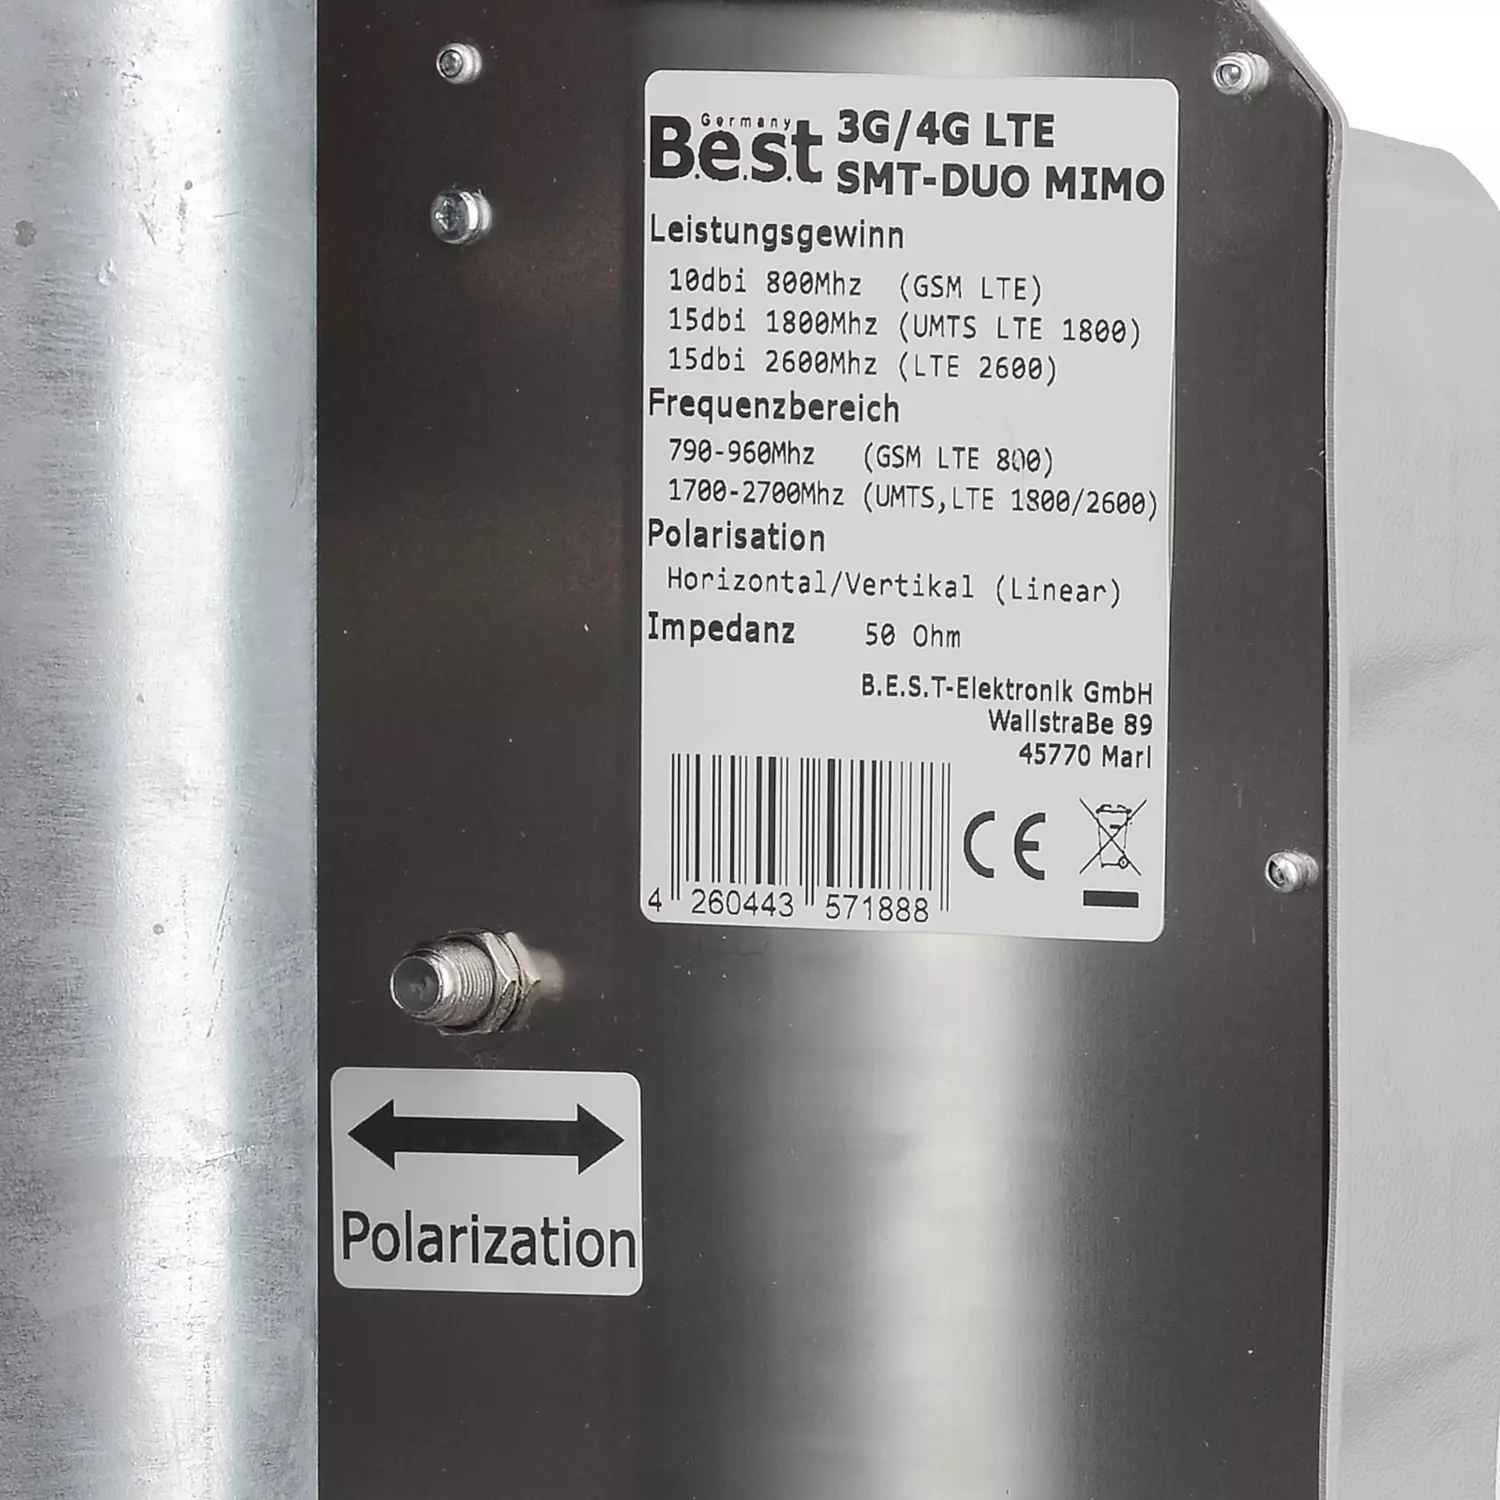 Germany
B.e.s.t 3G/4G LTE
SMT-DUO MIMO
Leistungsgewinn
10dbi 800Mhz (GSM LTE)
15dbi 1800Mhz (UMTS LTE 1800)
15dbi 2600Mhz (LTE 2600)
Frequenzbereich
790-960Mhz (GSM LTE 800)
1700-2700Mhz (UMTS,LTE 1800/2600)
Polarisation
Horizontal/Vertikal (Linear)
Impedanz 50 Ohm
B.E.S.T-Elektronik GmbH
Wallstraße 89
45770 Marl
CE
4 260443 571888
Polarization